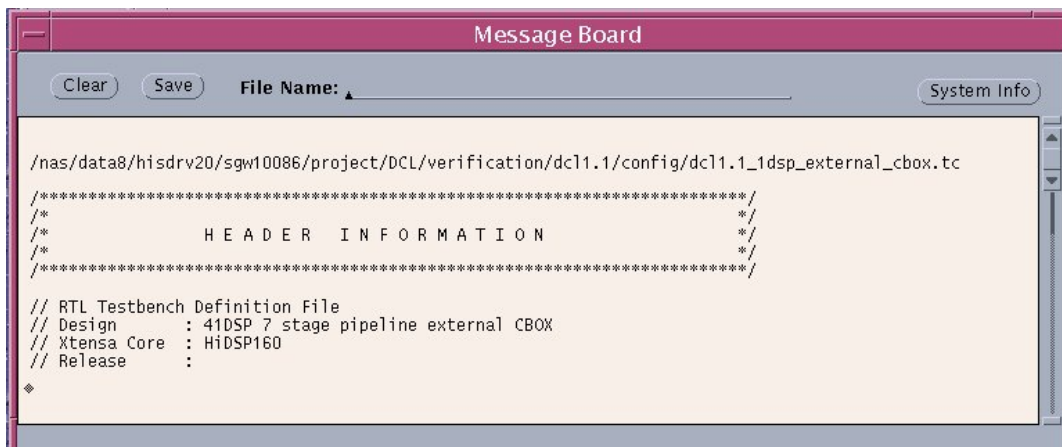 Message Board
Clear Save File Name: System Info
/nas/data8/hisdrv20/sgw10086/project/DCL/verification/dcl1.1/config/dcl1.1_1dsp_external_cbox.tc
/*************************************************************************/
/* */
/* H E A D E R   I N F O R M A T I O N */
/* */
/*************************************************************************/
// RTL Testbench Definition File
// Design : 41DSP 7 stage pipeline external CBOX
// Xtensa Core : HiDSP160
// Release :